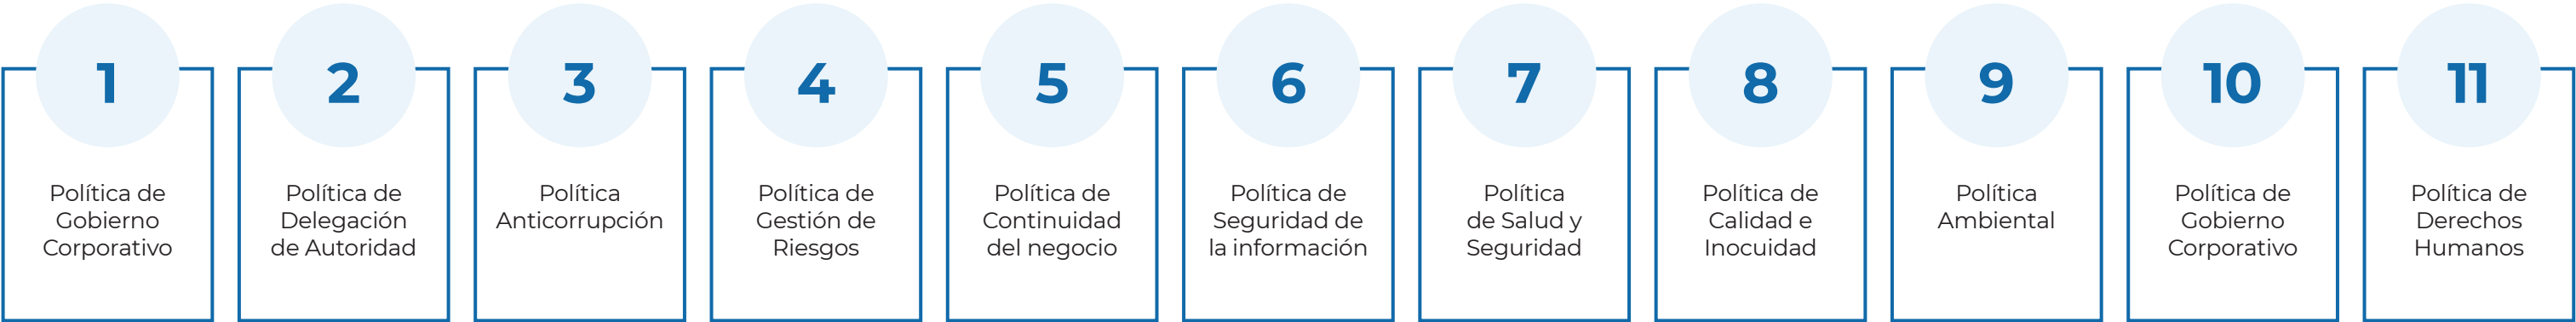 1
Política de
Gobierno
Corporativo
2
Política de
Delegación
de Autoridad
3
Política
Anticorrupción
4
Política de
Gestión de
Riesgos
5
Política de
Continuidad
del negocio
6
Política de
Seguridad de
la información
7
Política
de Salud y
Seguridad
8
Política de
Calidad e
Inocuidad
9
Política
Ambiental
10
Política de
Gobierno
Corporativo
11
Política de
Derechos
Humanos